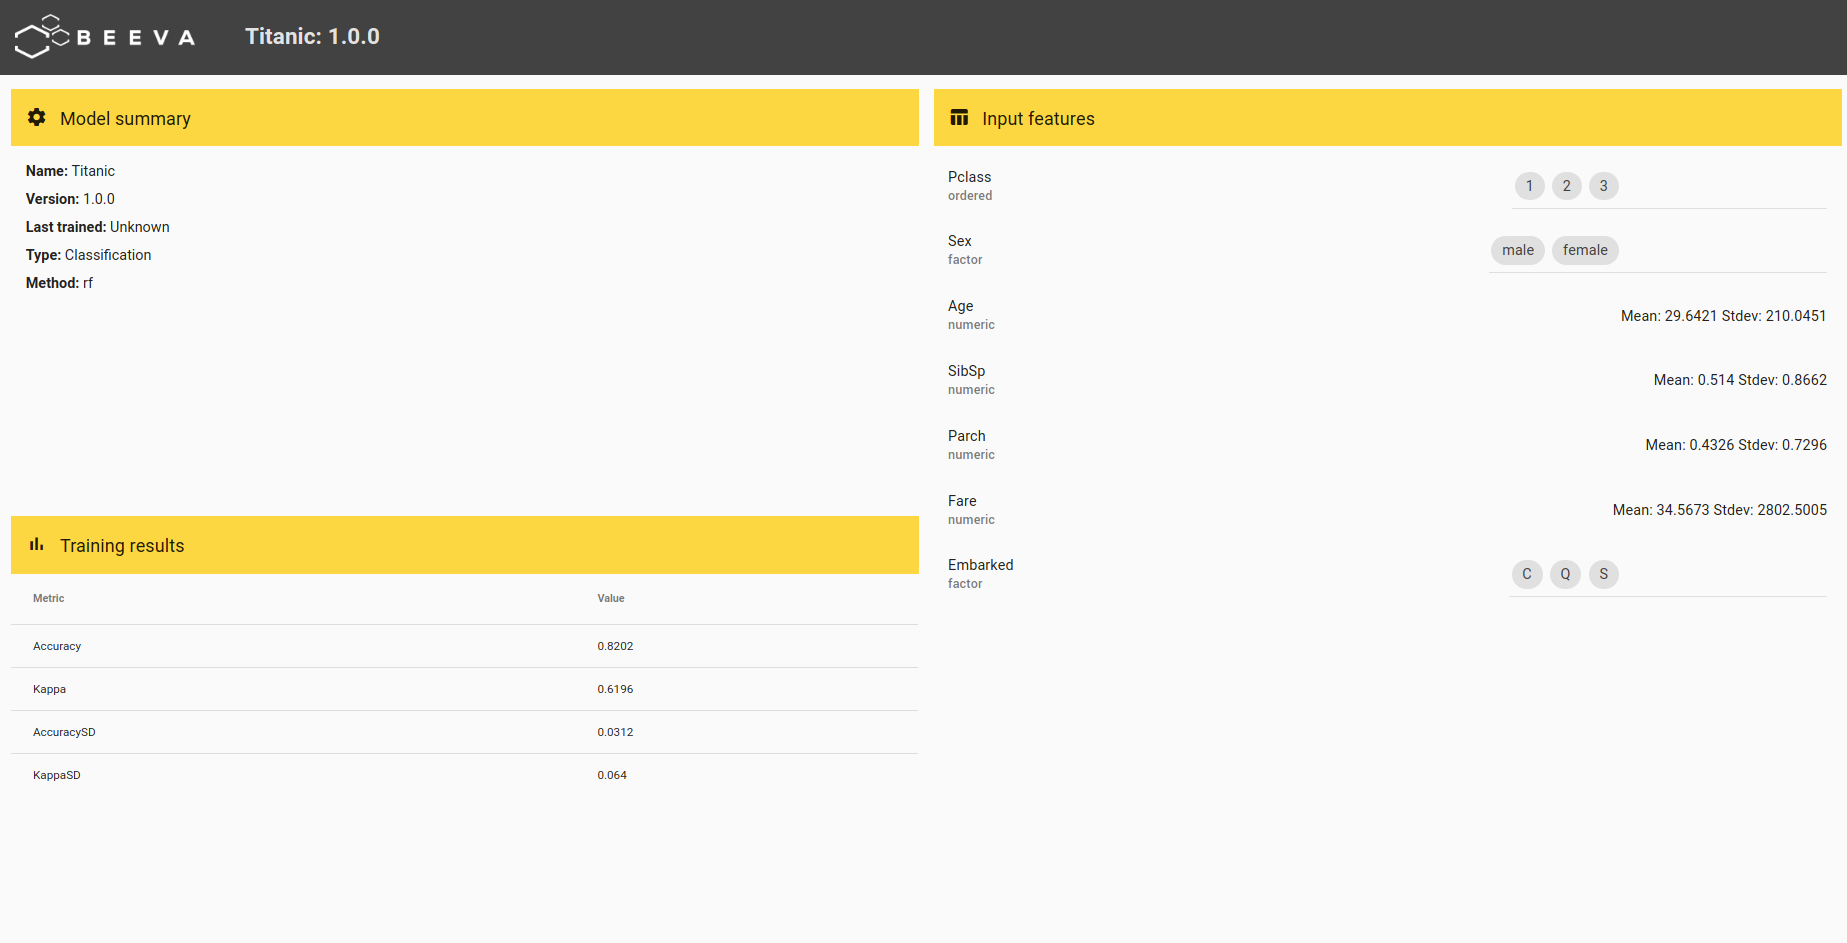 BEEVA
Titanic: 1.0.0
Model summary
Name: Titanic
Version: 1.0.0
Last trained: Unknown
Type: Classification
Method: rf
Training results
Metric Value
Accuracy 0.8202
Kappa 0.6196
AccuracySD 0.0312
KappaSD 0.064
Input features
Pclass
ordered
1 2 3
Sex
factor
male female
Age
numeric
Mean: 29.6421 Stdev: 210.0451
SibSp
numeric
Mean: 0.514 Stdev: 0.8662
Parch
numeric
Mean: 0.4326 Stdev: 0.7296
Fare
numeric
Mean: 34.5673 Stdev: 2802.5005
Embarked
factor
C Q S